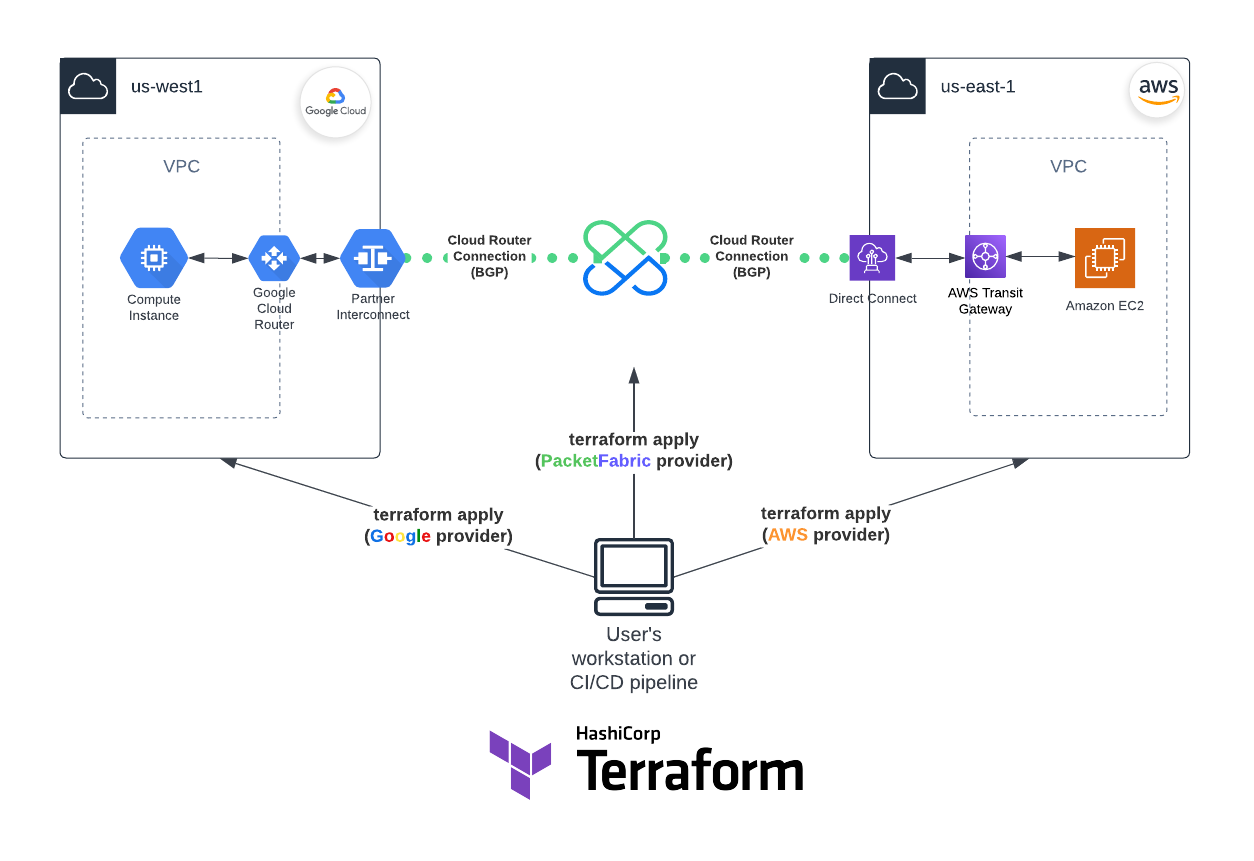 us-west1
Google Cloud
us-east-1
aws
VPC
VPC
Cloud Router
Connection
(BGP)
Cloud Router
Connection
(BGP)
Compute
Instance
Google
Cloud
Router
Partner
Interconnect
Direct Connect
AWS Transit
Gateway
Amazon EC2
terraform apply
(PacketFabric provider)
terraform apply
(Google provider)
terraform apply
(AWS provider)
User's
workstation or
CI/CD pipeline
HashiCorp
Terraform